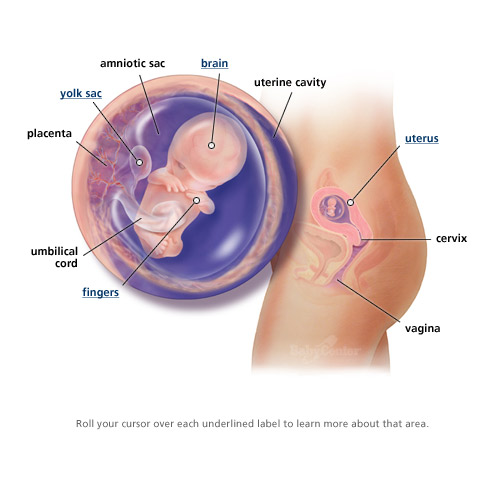 amniotic sac
brain
yolk sac
uterine cavity
placenta
uterus
umbilical
cord
cervix
fingers
vagina
BabyCenter
Roll your cursor over each underlined label to learn more about that area.